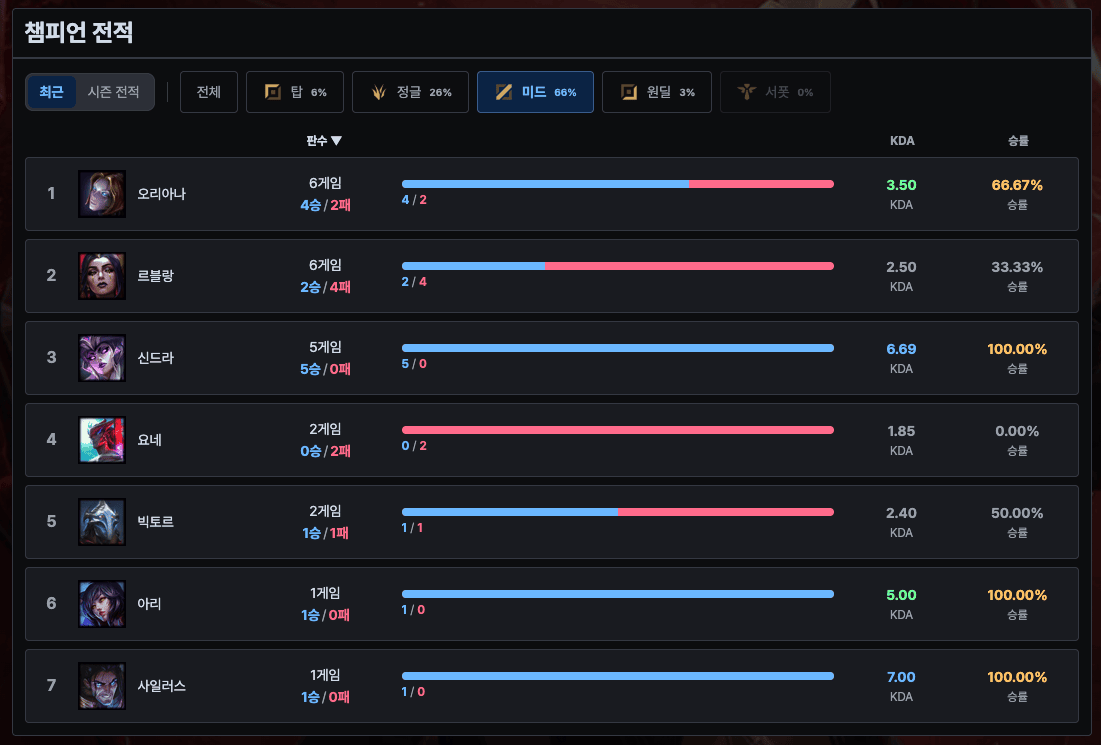 챔피언 전적
최근 시즌 전적 전체 탑 6% 정글 26% 미드 66% 원딜 3% 서폿 0%
판수 ▼ KDA 승률
1 오리아나 6게임 4승/2패 4 / 2 3.50 KDA 66.67% 승률
2 르블랑 6게임 2승/4패 2 / 4 2.50 KDA 33.33% 승률
3 신드라 5게임 5승/0패 5 / 0 6.69 KDA 100.00% 승률
4 요네 2게임 0승/2패 0 / 2 1.85 KDA 0.00% 승률
5 빅토르 2게임 1승/1패 1 / 1 2.40 KDA 50.00% 승률
6 아리 1게임 1승/0패 1 / 0 5.00 KDA 100.00% 승률
7 사일러스 1게임 1승/0패 1 / 0 7.00 KDA 100.00% 승률